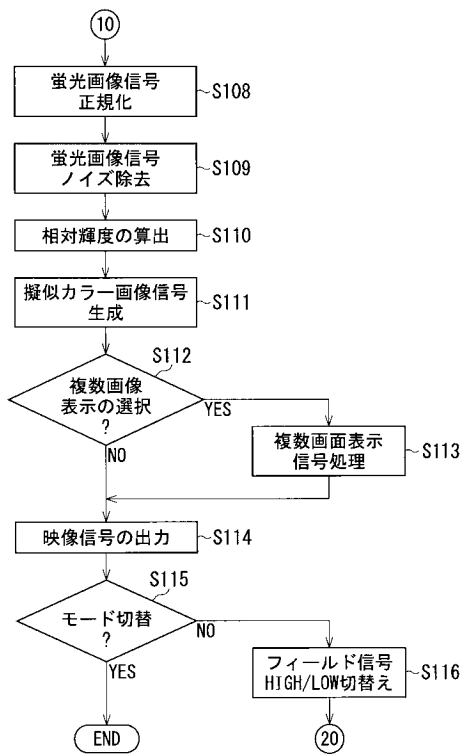 10
蛍光画像信号
正規化
S108
蛍光画像信号
ノイズ除去
S109
相対輝度の算出
S110
擬似カラー画像信号
生成
S111
S112
複数画像
表示の選択
?
YES
NO
複数画面表示
信号処理
S113
映像信号の出力
S114
S115
モード切替
?
NO
YES
フィールド信号
HIGH/LOW切替え
S116
END
20